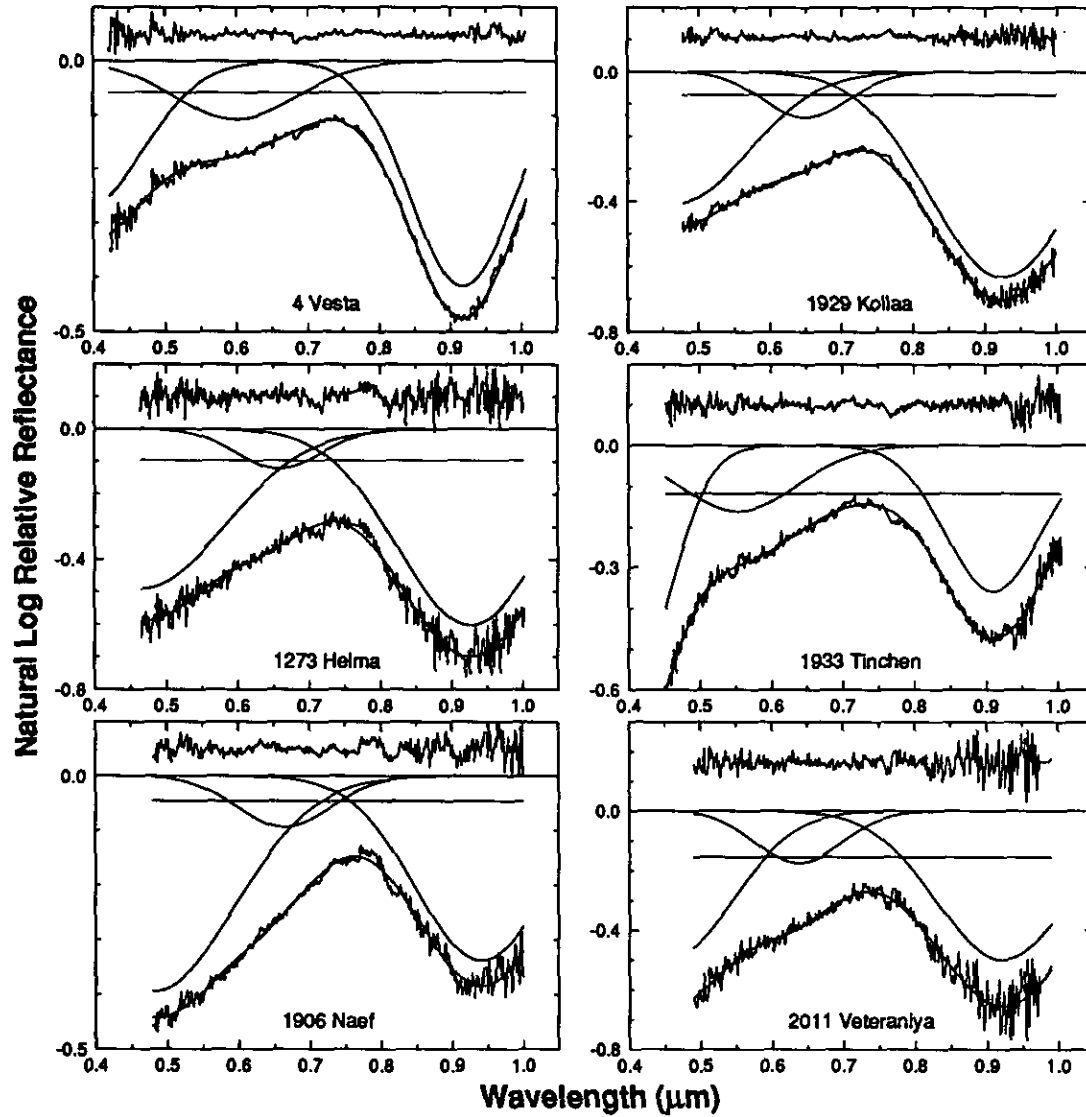 Natural Log Relative Reflectance
0.0
-0.5
4 Vesta
0.4 0.5 0.6 0.7 0.8 0.9 1.0
0.0
-0.4
-0.8
1929 Kollaa
0.4 0.5 0.6 0.7 0.8 0.9 1.0
0.0
-0.4
-0.8
1273 Helma
0.4 0.5 0.6 0.7 0.8 0.9 1.0
0.0
-0.3
-0.6
1933 Tinchen
0.4 0.5 0.6 0.7 0.8 0.9 1.0
0.0
-0.5
1906 Naef
0.4 0.5 0.6 0.7 0.8 0.9 1.0
0.0
-0.4
-0.8
2011 Veteraniya
0.4 0.5 0.6 0.7 0.8 0.9 1.0
Wavelength (μm)